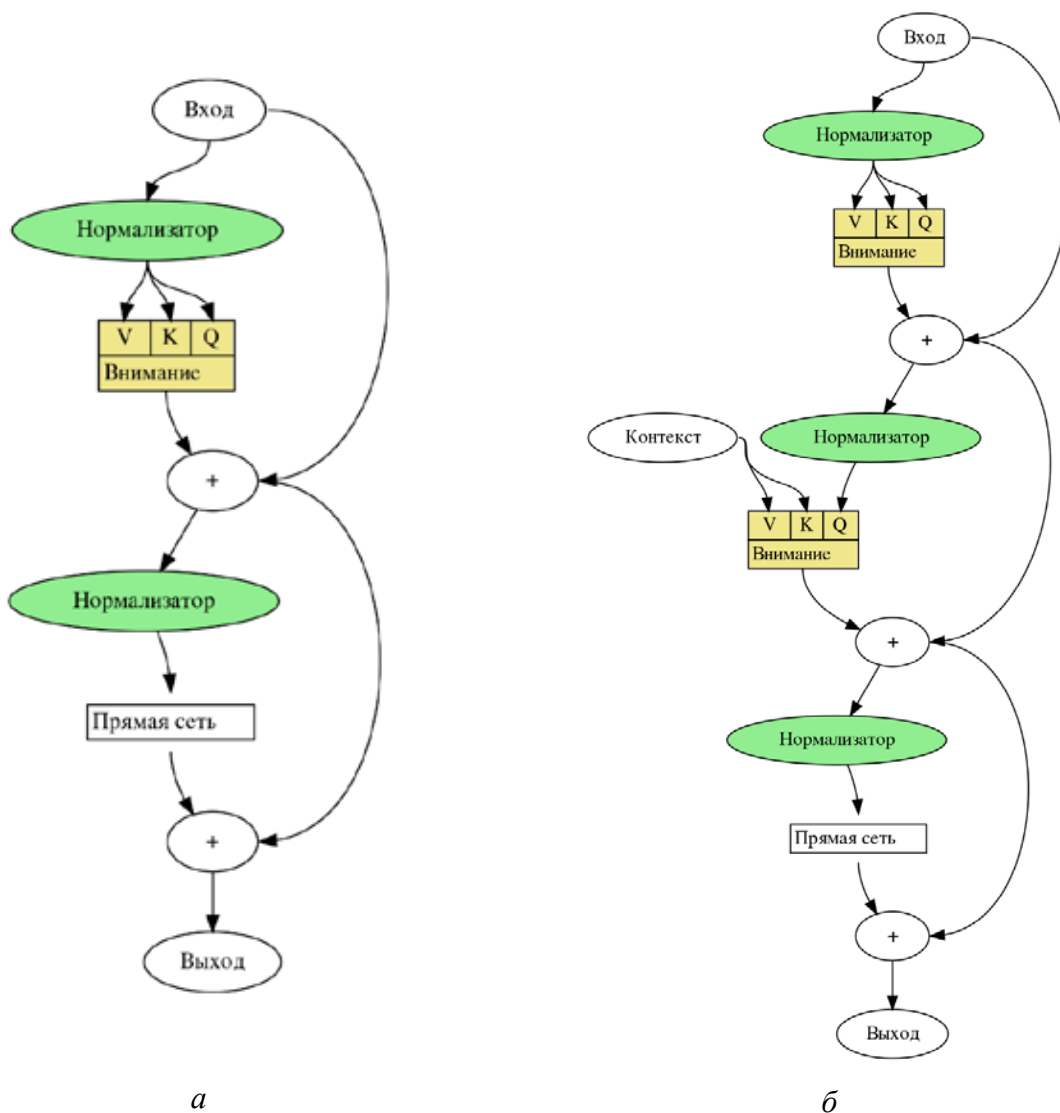 Вход
Нормализатор
V K Q
Внимание
+
Нормализатор
Прямая сеть
+
Выход
а
Вход
Нормализатор
V K Q
Внимание
+
Контекст
Нормализатор
V K Q
Внимание
+
Нормализатор
Прямая сеть
+
Выход
б